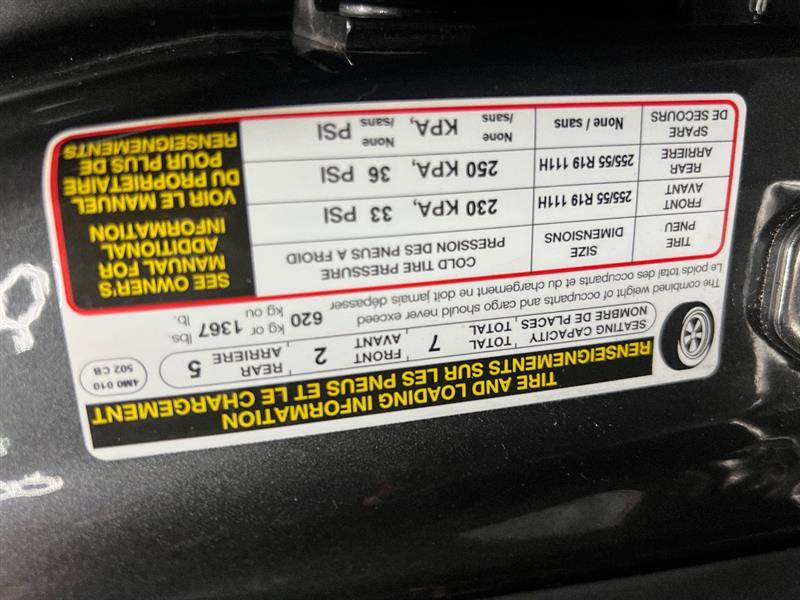 TIRE AND LOADING INFORMATION
RENSEIGNEMENTS SUR LES PNEUS ET LE CHARGEMENT
SEATING CAPACITY TOTAL 7 FRONT 2 REAR 5
NOMBRE DE PLACES, TOTAL AVANT ARRIERE
4M0 010
502 CB
The combined weight of occupants and cargo should never exceed 620 kg or 1367 lbs.
Le poids total des occupants et du chargement ne doit jamais dépasser kg ou lb.
TIRE SIZE COLD TIRE PRESSURE
PNEU DIMENSIONS PRESSION DES PNEUS A FROID
FRONT 255/55 R19 111H 230 KPA, 33 PSI
AVANT
REAR 255/55 R19 111H 250 KPA, 36 PSI
ARRIERE
SPARE None / sans None /sans KPA, None /sans PSI
DE SECOURS
SEE OWNER'S
MANUAL FOR
ADDITIONAL
INFORMATION
VOIR LE MANUEL
DU PROPRIETAIRE
POUR PLUS DE
RENSEIGNEMENTS